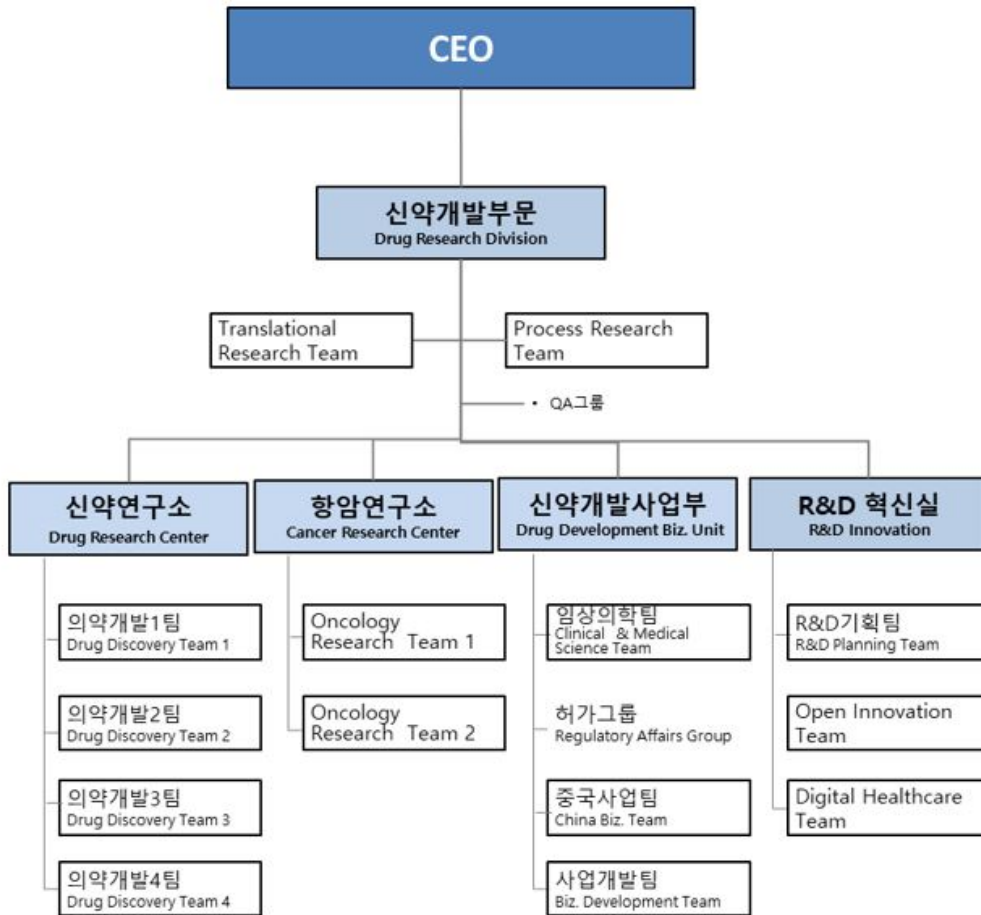 CEO
신약개발부문
Drug Research Division
Translational
Research Team
Process Research
Team
• QA그룹
신약연구소
Drug Research Center
항암연구소
Cancer Research Center
신약개발사업부
Drug Development Biz. Unit
R&D 혁신실
R&D Innovation
의약개발1팀
Drug Discovery Team 1
의약개발2팀
Drug Discovery Team 2
의약개발3팀
Drug Discovery Team 3
의약개발4팀
Drug Discovery Team 4
Oncology
Research Team 1
Oncology
Research Team 2
임상의학팀
Clinical & Medical
Science Team
허가그룹
Regulatory Affairs Group
중국사업팀
China Biz. Team
사업개발팀
Biz. Development Team
R&D기획팀
R&D Planning Team
Open Innovation
Team
Digital Healthcare
Team